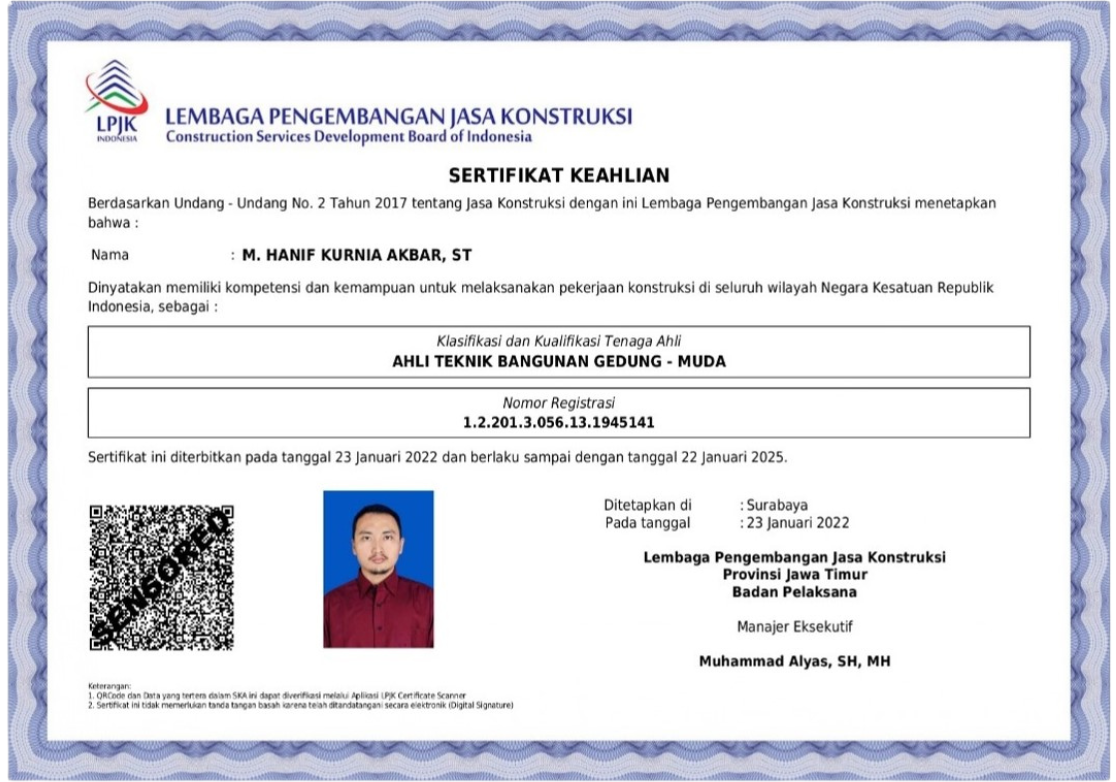 LPJK
INDONESIA
LEMBAGA PENGEMBANGAN JASA KONSTRUKSI
Construction Services Development Board of Indonesia
SERTIFIKAT KEAHLIAN
Berdasarkan Undang - Undang No. 2 Tahun 2017 tentang Jasa Konstruksi dengan ini Lembaga Pengembangan Jasa Konstruksi menetapkan
bahwa :
Nama : M. HANIF KURNIA AKBAR, ST
Dinyatakan memiliki kompetensi dan kemampuan untuk melaksanakan pekerjaan konstruksi di seluruh wilayah Negara Kesatuan Republik
Indonesia, sebagai :
Klasifikasi dan Kualifikasi Tenaga Ahli
AHLI TEKNIK BANGUNAN GEDUNG - MUDA
Nomor Registrasi
1.2.201.3.056.13.1945141
Sertifikat ini diterbitkan pada tanggal 23 Januari 2022 dan berlaku sampai dengan tanggal 22 Januari 2025.
SENSORED
Ditetapkan di : Surabaya
Pada tanggal : 23 Januari 2022
Lembaga Pengembangan Jasa Konstruksi
Provinsi Jawa Timur
Badan Pelaksana
Manajer Eksekutif
Muhammad Alyas, SH, MH
Keterangan:
1. QRCode dan Data yang tertera dalam SKA ini dapat diverifikasi melalui Aplikasi LPJK Certificate Scanner
2. Sertifikat ini tidak memerlukan tanda tangan basah karena telah ditandatangani secara elektronik (Digital Signature)